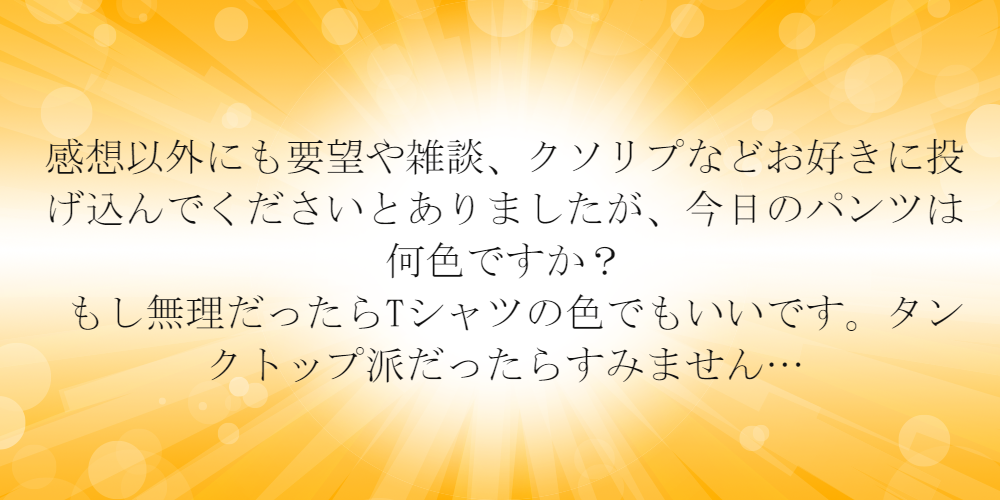 感想以外にも要望や雑談、クソリプなどお好きに投
げ込んでくださいとありましたが、今日のパンツは
何色ですか？
もし無理だったらTシャツの色でもいいです。タン
クトップ派だったらすみません…